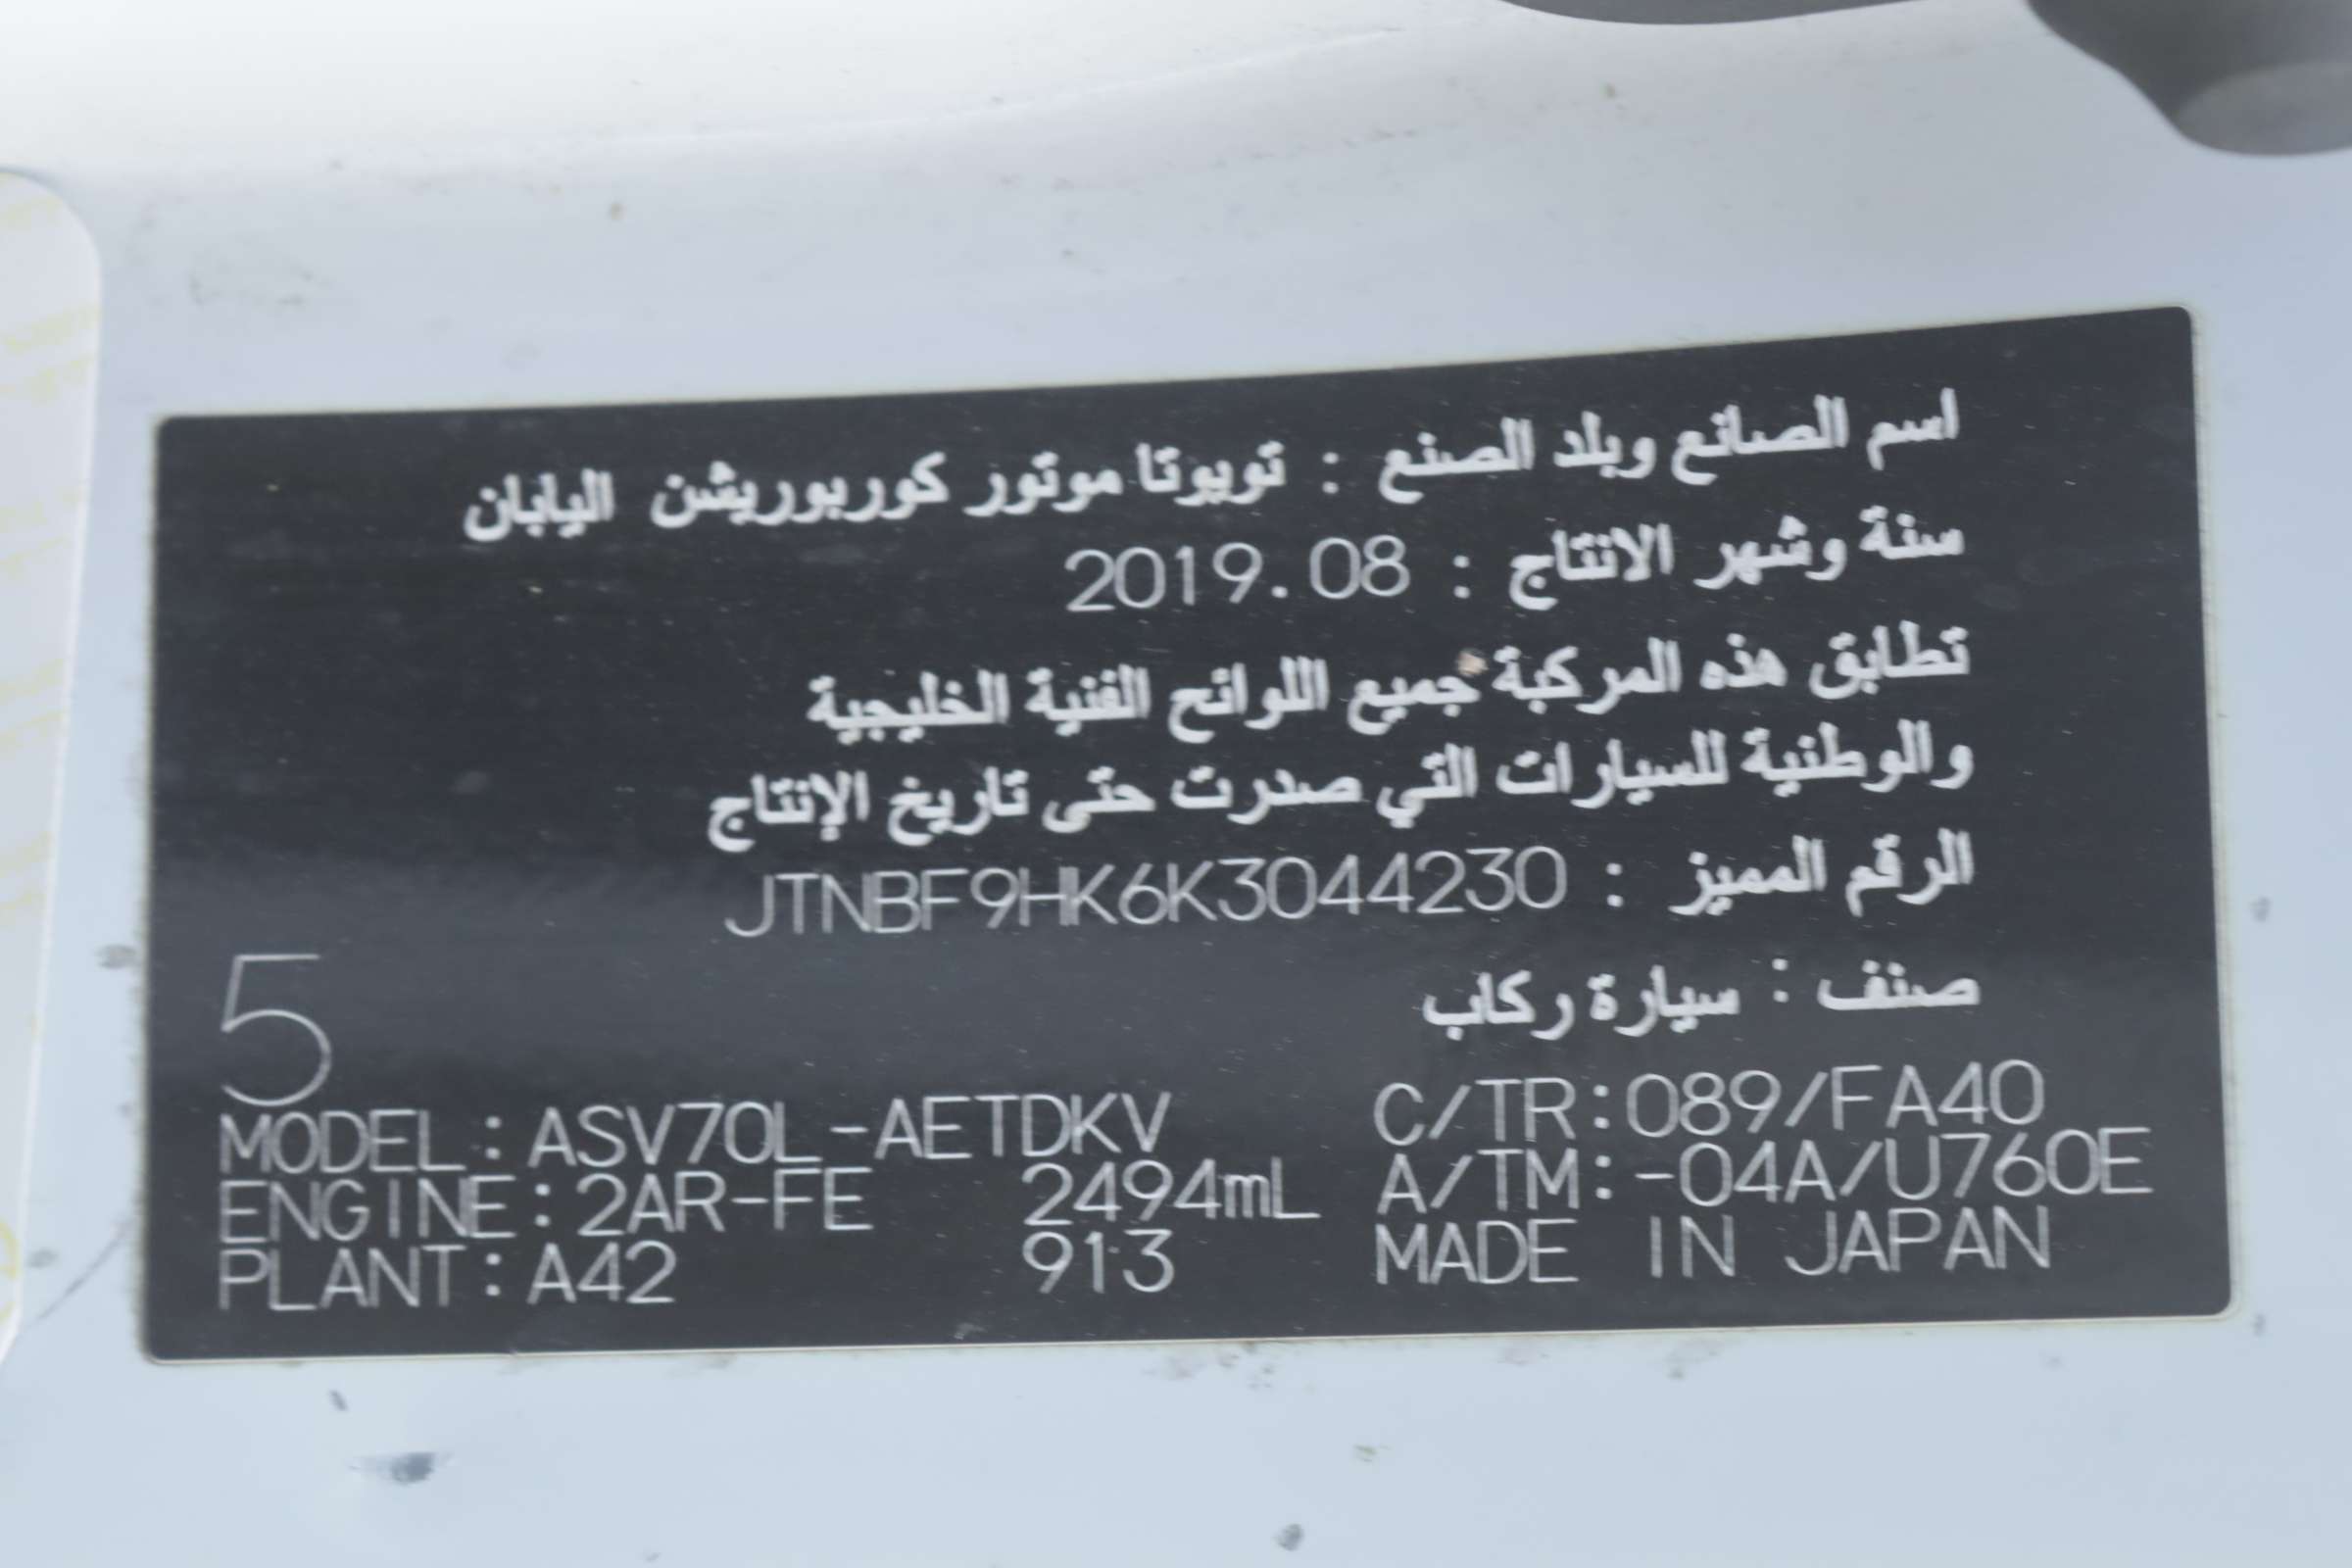 اسم الصانع وبلد الصنع : تويوتا موتور كوربوريشن اليابان
سنة وشهر الانتاج : 2019.08
تطابق هذه المركبة جميع اللوائح الفنية الخليجية
والوطنية للسيارات التي صدرت حتى تاريخ الإنتاج
الرقم المميز : JTNBF9HK6K3044230
صنف : سيارة ركاب
5
MODEL: ASV70L-AETDKV C/TR:089/FA40
ENGINE: 2AR-FE 2494mL A/TM:-04A/U760E
PLANT: A42 913 MADE IN JAPAN